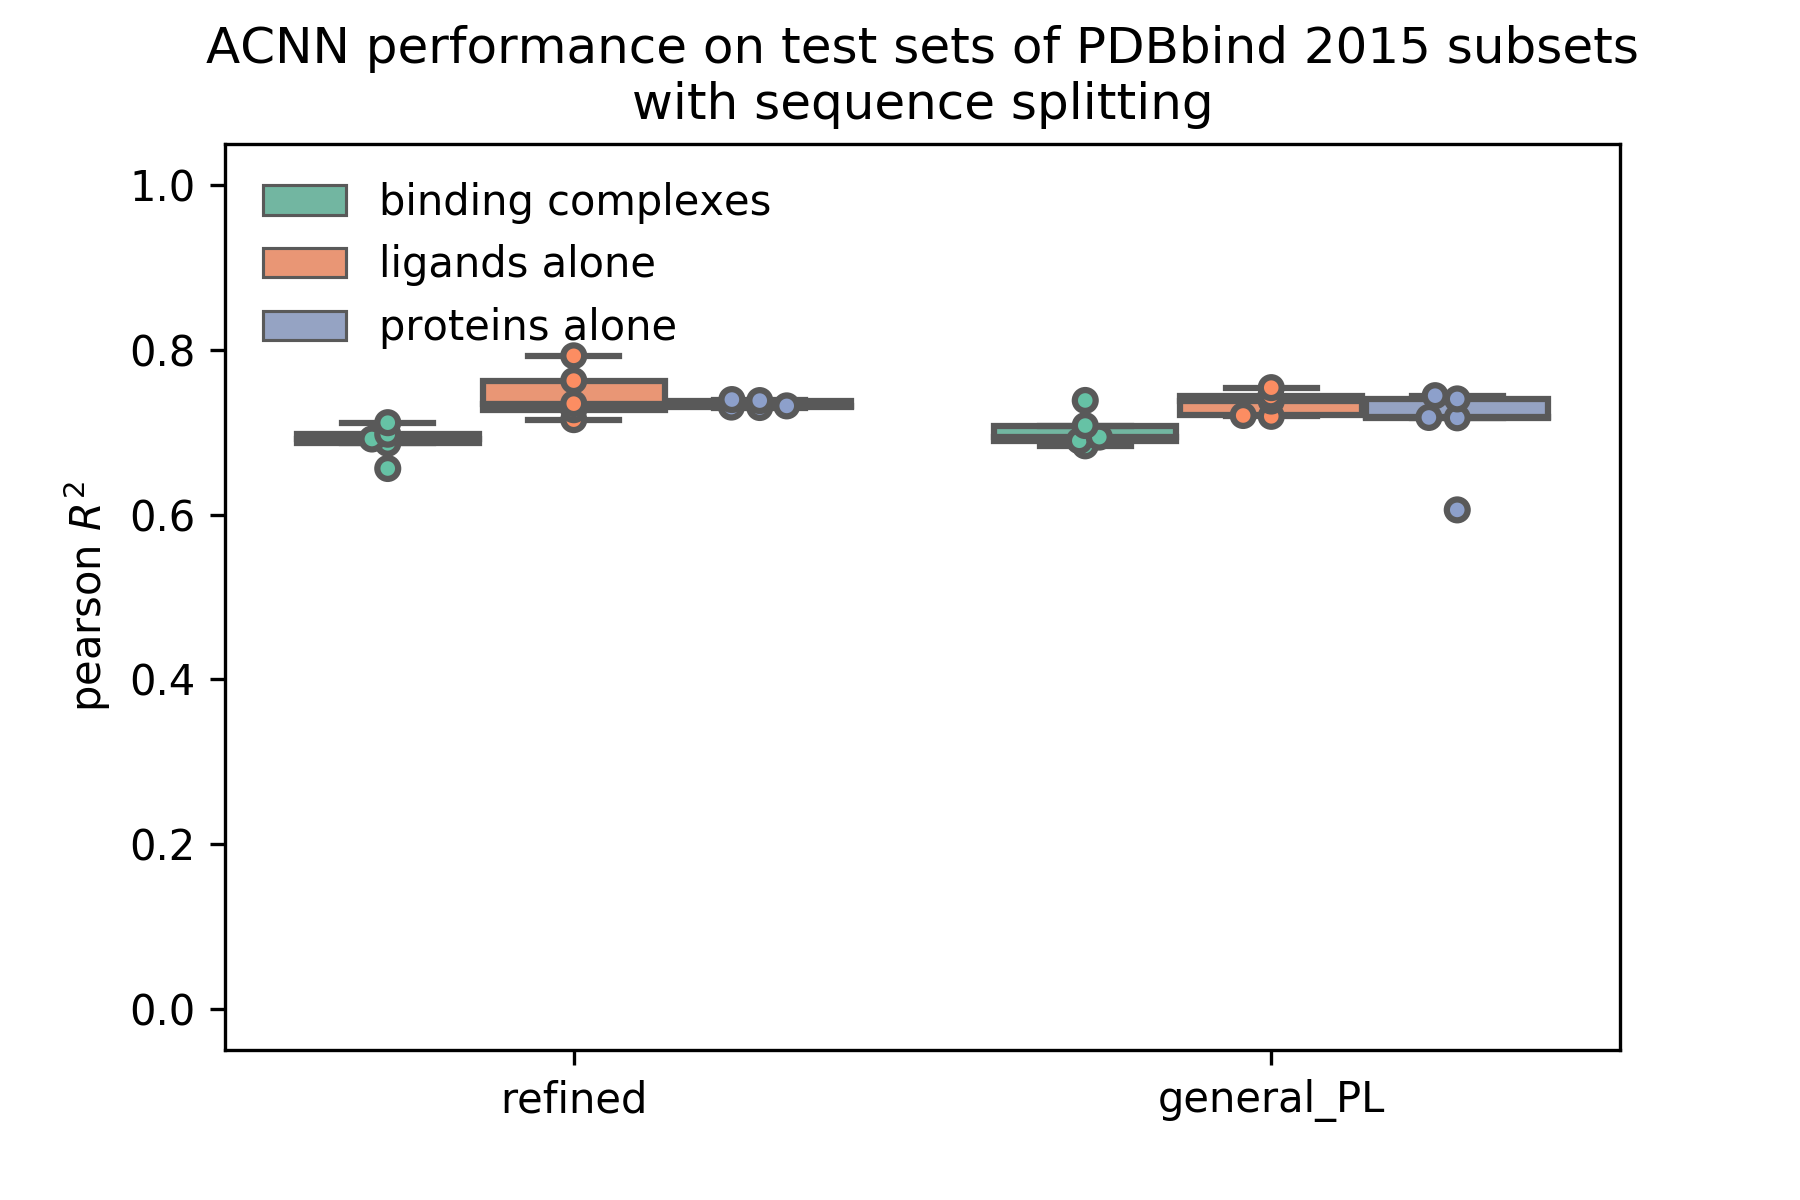 ACNN performance on test sets of PDBbind 2015 subsets
with sequence splitting
binding complexes
ligands alone
proteins alone
pearson R²
1.0
0.8
0.6
0.4
0.2
0.0
refined
general_PL